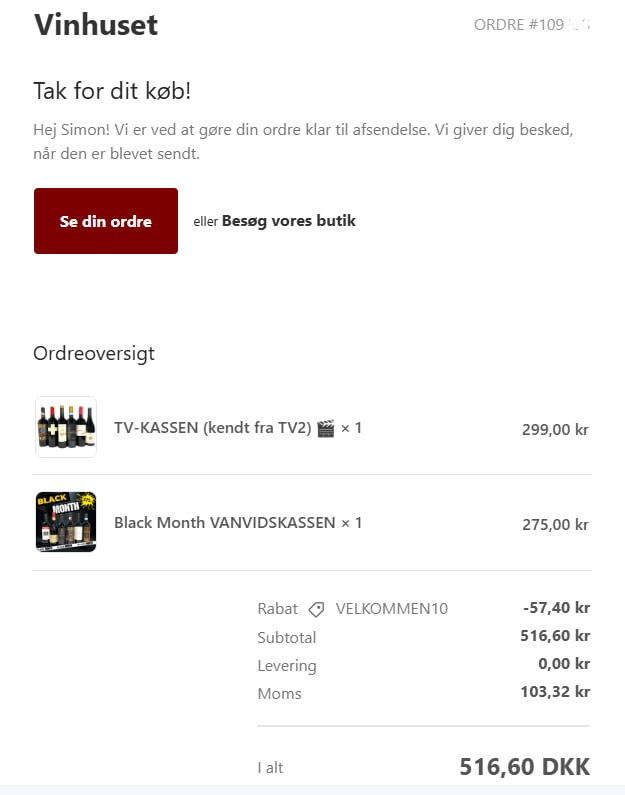 Vinhuset
ORDRE #109
Tak for dit køb!
Hej Simon! Vi er ved at gøre din ordre klar til afsendelse. Vi giver dig besked,
når den er blevet sendt.
Se din ordre
eller Besøg vores butik
Ordreoversigt
TV-KASSEN (kendt fra TV2) 🎬 × 1
299,00 kr
BLACK
MONTH
Black Month VANVIDSKASSEN × 1
275,00 kr
Rabat VELKOMMEN10
-57,40 kr
Subtotal
516,60 kr
Levering
0,00 kr
Moms
103,32 kr
I alt
516,60 DKK